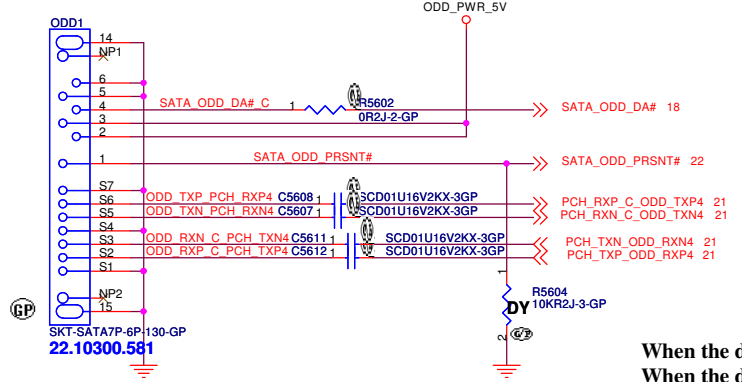 ODD_PWR_5V
ODD1
14
NP1
6
5
4 SATA_ODD_DA#_C 1 R5602 SATA_ODD_DA# 18
0R2J-2-GP
3
2
1 SATA_ODD_PRSNT# SATA_ODD_PRSNT# 22
S7
S6 ODD_TXP_PCH_RXP4 C5608 1 SCD01U16V2KX-3GP PCH_RXP_C_ODD_TXP4 21
S5 ODD_TXN_PCH_RXN4 C5607 1 SCD01U16V2KX-3GP PCH_RXN_C_ODD_TXN4 21
S4
S3 ODD_RXN_C_PCH_TXN4 C5611 1 SCD01U16V2KX-3GP PCH_TXN_ODD_RXN4 21
S2 ODD_RXP_C_PCH_TXP4 C5612 1 SCD01U16V2KX-3GP PCH_TXP_ODD_RXP4 21
S1
1
NP2
R5604
GP 15 DY 10KR2J-3-GP
SKT-SATA7P-6P-130-GP
2
22.10300.581
When the d
When the d